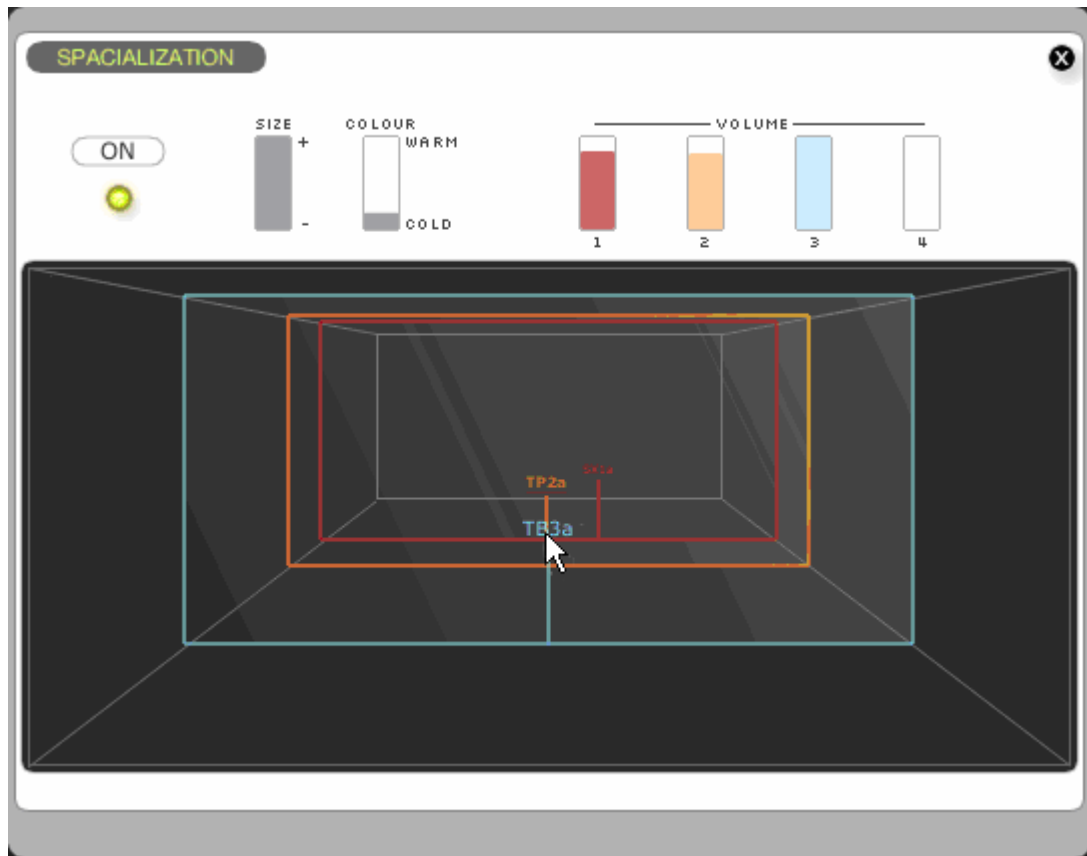 SPACIALIZATION
X
ON
SIZE
+
-
COLOUR
WARM
COLD
VOLUME
1
2
3
4
TP2a
TB3a